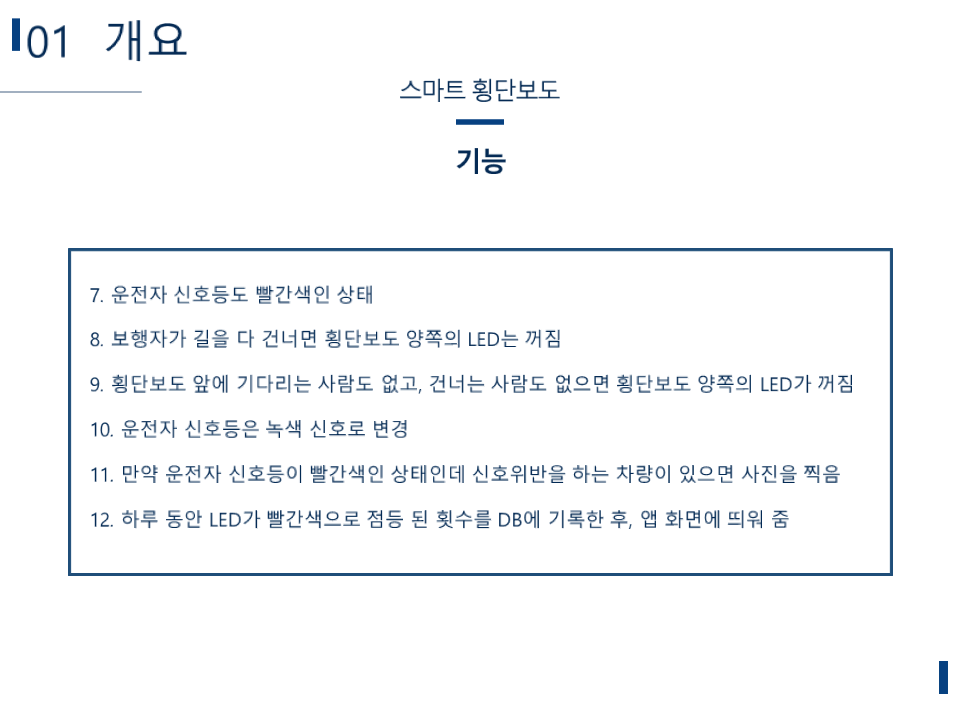 01 개요
스마트 횡단보도
기능
7. 운전자 신호등도 빨간색인 상태
8. 보행자가 길을 다 건너면 횡단보도 양쪽의 LED는 꺼짐
9. 횡단보도 앞에 기다리는 사람도 없고, 건너는 사람도 없으면 횡단보도 양쪽의 LED가 꺼짐
10. 운전자 신호등은 녹색 신호로 변경
11. 만약 운전자 신호등이 빨간색인 상태인데 신호위반을 하는 차량이 있으면 사진을 찍음
12. 하루 동안 LED가 빨간색으로 점등 된 횟수를 DB에 기록한 후, 앱 화면에 띄워 줌